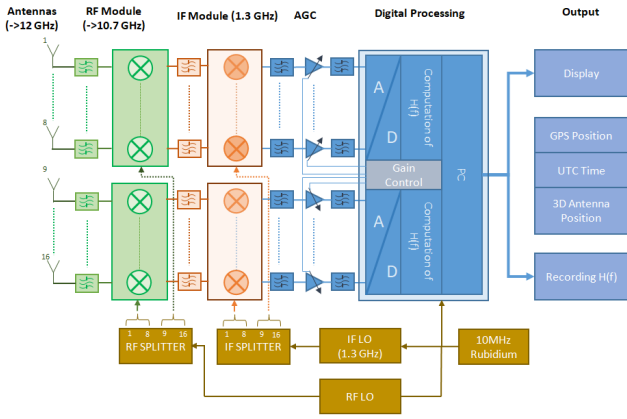 Antennas
(->12 GHz)
RF Module
(->10.7 GHz)
IF Module (1.3 GHz)
AGC
Digital Processing
Output
1
8
9
16
A
D
Computation of
H(f)
Gain
Control
A
D
Computation of
H(f)
PC
Display
GPS Position
UTC Time
3D Antenna
Position
Recording H(f)
1 8 9 16
RF SPLITTER
1 8 9 16
IF SPLITTER
IF LO
(1.3 GHz)
10MHz
Rubidium
RF LO